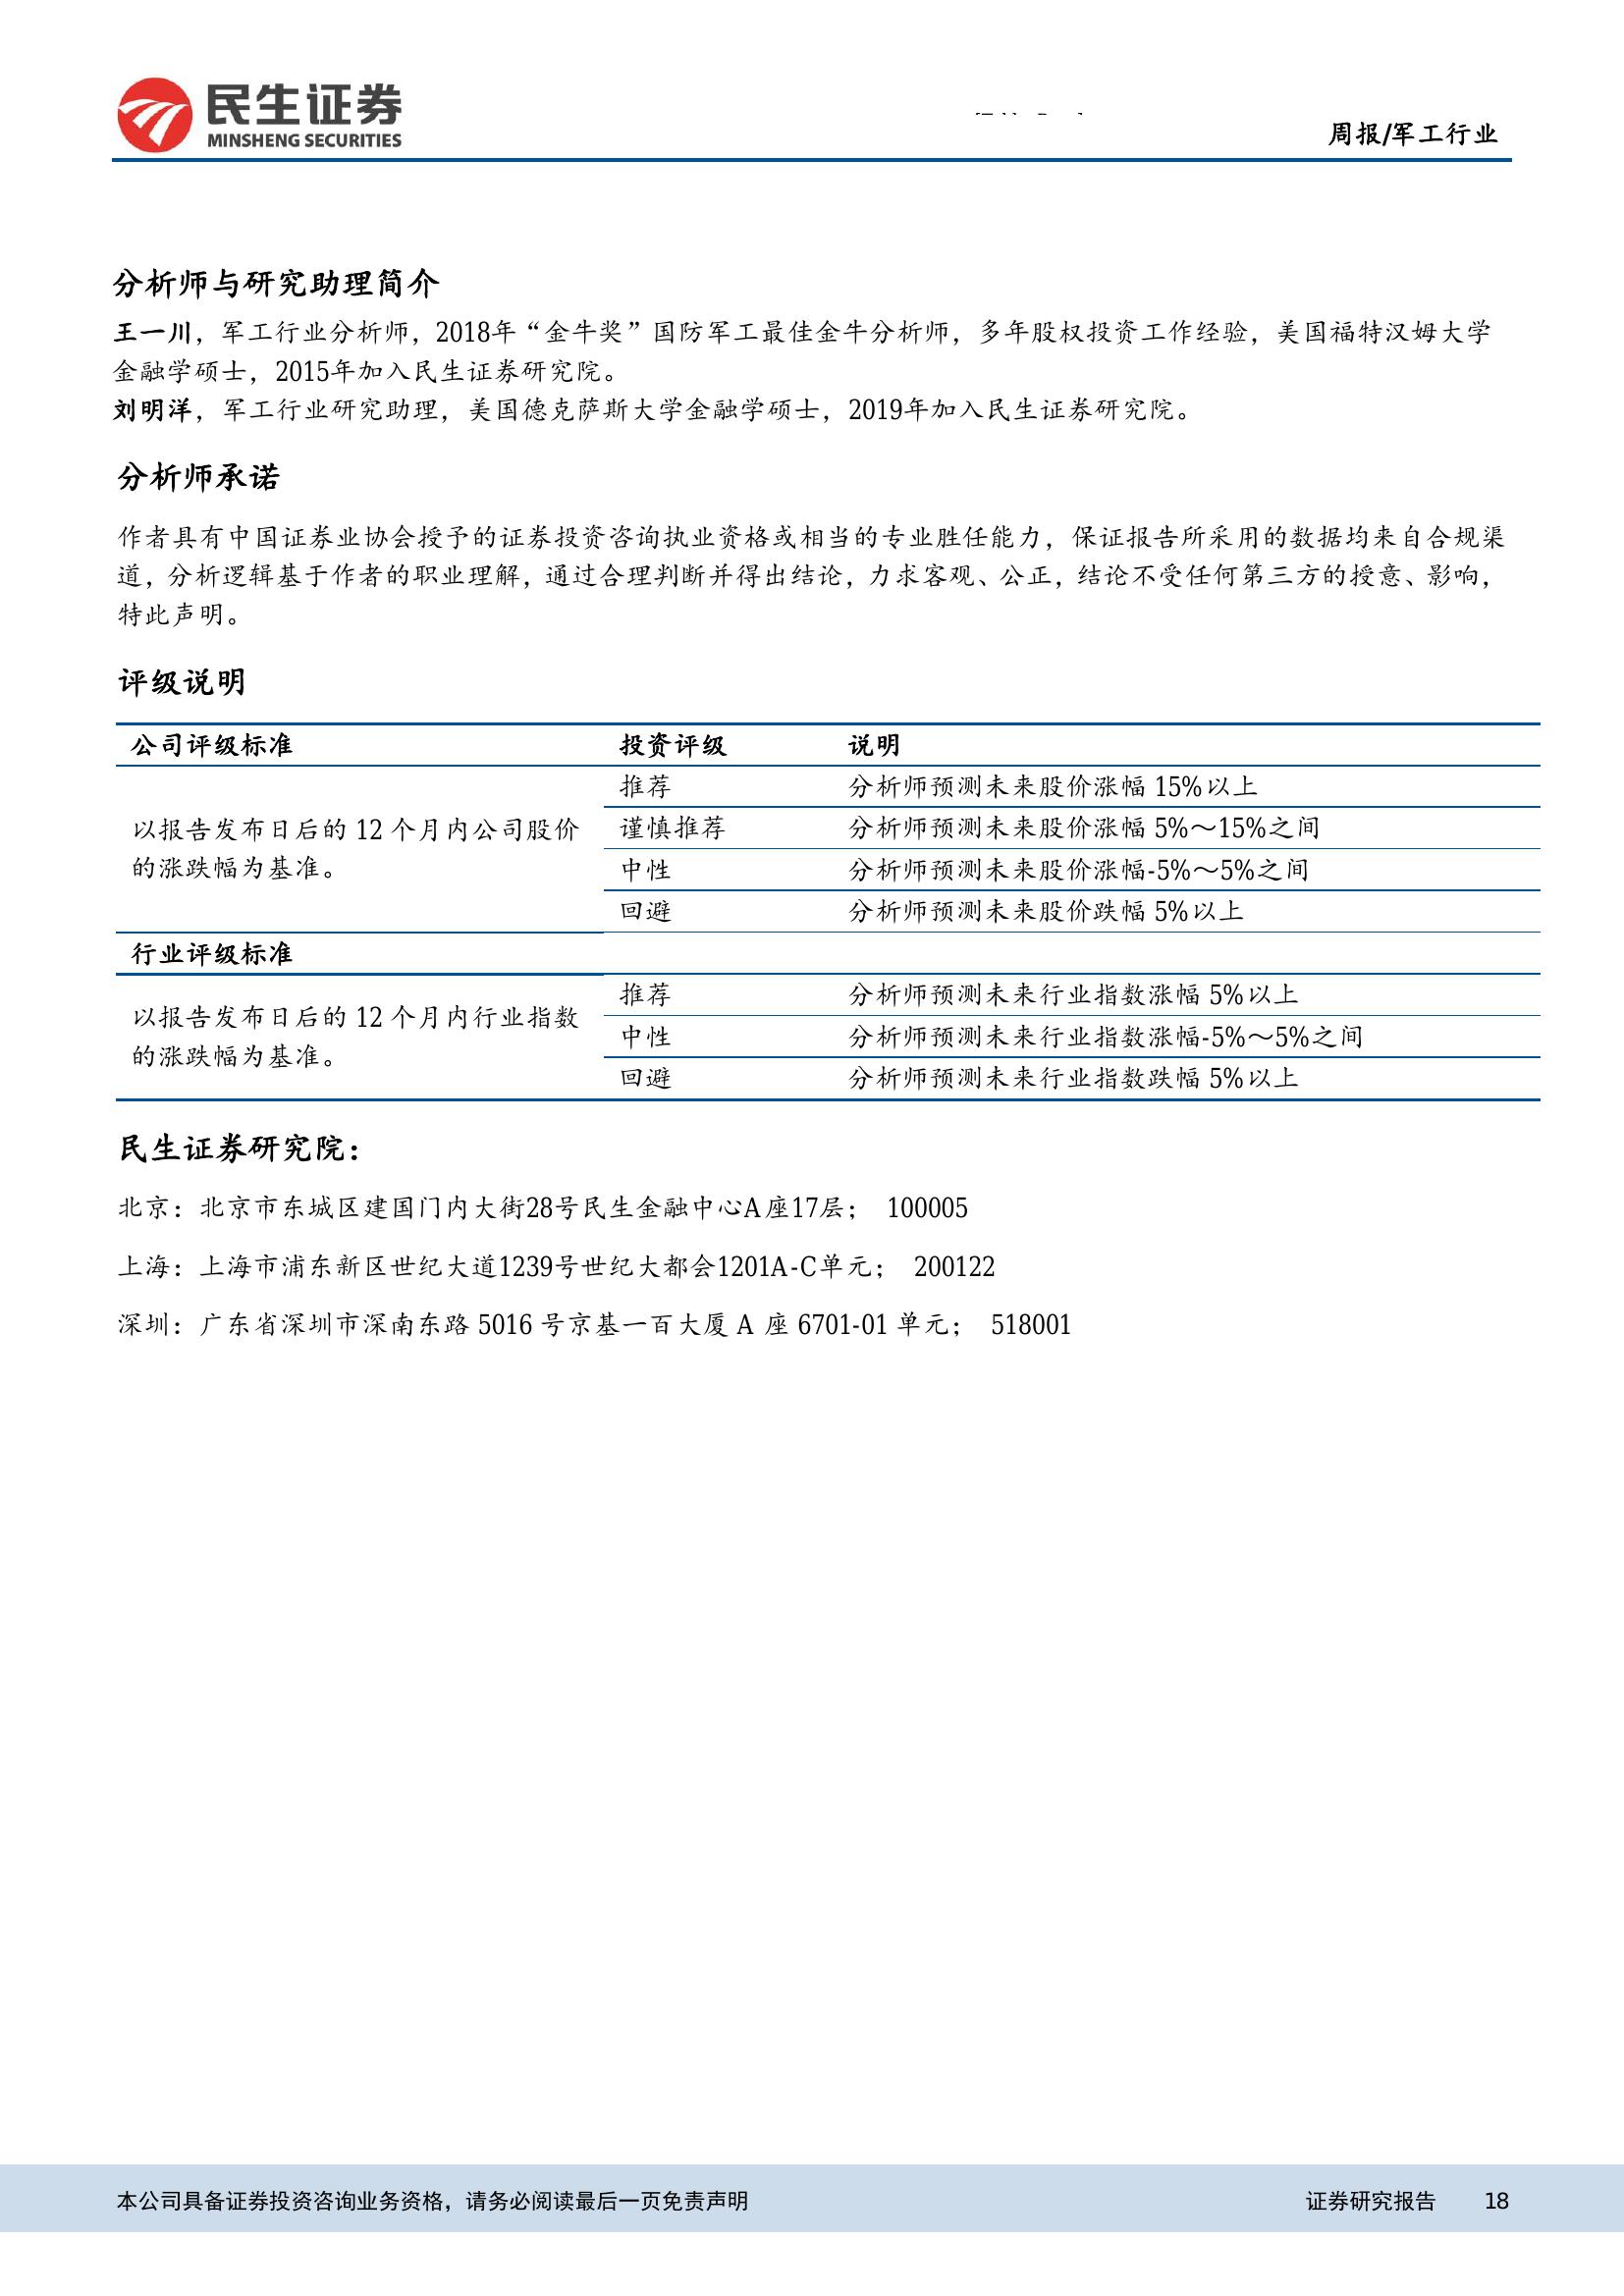 民生证券
MINSHENG SECURITIES
周报/军工行业
分析师与研究助理简介
王一川，军工行业分析师，2018年“金牛奖”国防军工最佳金牛分析师，多年股权投资工作经验，美国福特汉姆大学
金融学硕士，2015年加入民生证券研究院。
刘明洋，军工行业研究助理，美国德克萨斯大学金融学硕士，2019年加入民生证券研究院。
分析师承诺
作者具有中国证券业协会授予的证券投资咨询执业资格或相当的专业胜任能力，保证报告所采用的数据均来自合规渠
道，分析逻辑基于作者的职业理解，通过合理判断并得出结论，力求客观、公正，结论不受任何第三方的授意、影响，
特此声明。
评级说明
公司评级标准 投资评级 说明
以报告发布日后的 12 个月内公司股价
的涨跌幅为基准。
推荐 分析师预测未来股价涨幅 15%以上
谨慎推荐 分析师预测未来股价涨幅 5%～15%之间
中性 分析师预测未来股价涨幅-5%～5%之间
回避 分析师预测未来股价跌幅 5%以上
行业评级标准
以报告发布日后的 12 个月内行业指数
的涨跌幅为基准。
推荐 分析师预测未来行业指数涨幅 5%以上
中性 分析师预测未来行业指数涨幅-5%～5%之间
回避 分析师预测未来行业指数跌幅 5%以上
民生证券研究院：
北京：北京市东城区建国门内大街28号民生金融中心A座17层； 100005
上海：上海市浦东新区世纪大道1239号世纪大都会1201A-C单元； 200122
深圳：广东省深圳市深南东路 5016 号京基一百大厦 A 座 6701-01 单元； 518001
本公司具备证券投资咨询业务资格，请务必阅读最后一页免责声明 证券研究报告 18